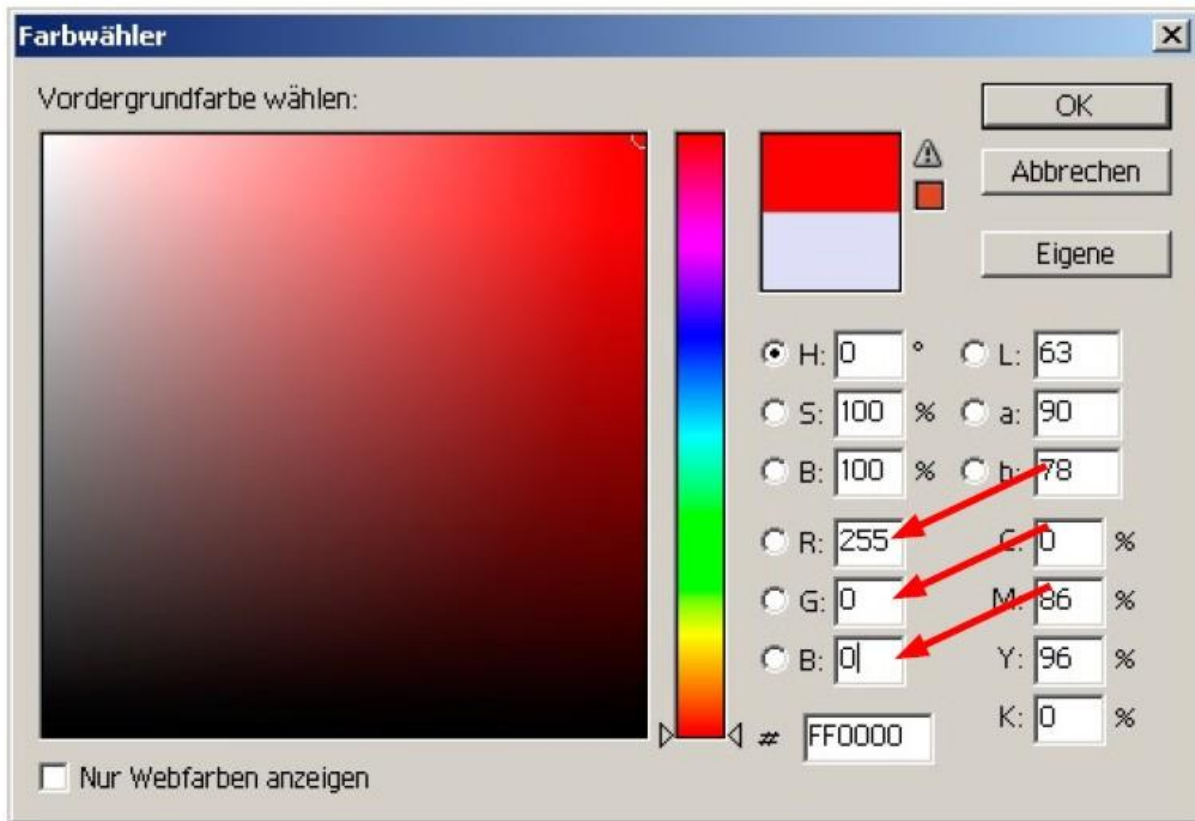 Farbwähler
Vordergrundfarbe wählen:
OK
Abbrechen
Eigene
H: 0 ° L: 63
S: 100 % a: 90
B: 100 % b: 78
R: 255 C: 0 %
G: 0 M: 86 %
B: 0 Y: 96 %
# FF0000 K: 0 %
Nur Webfarben anzeigen